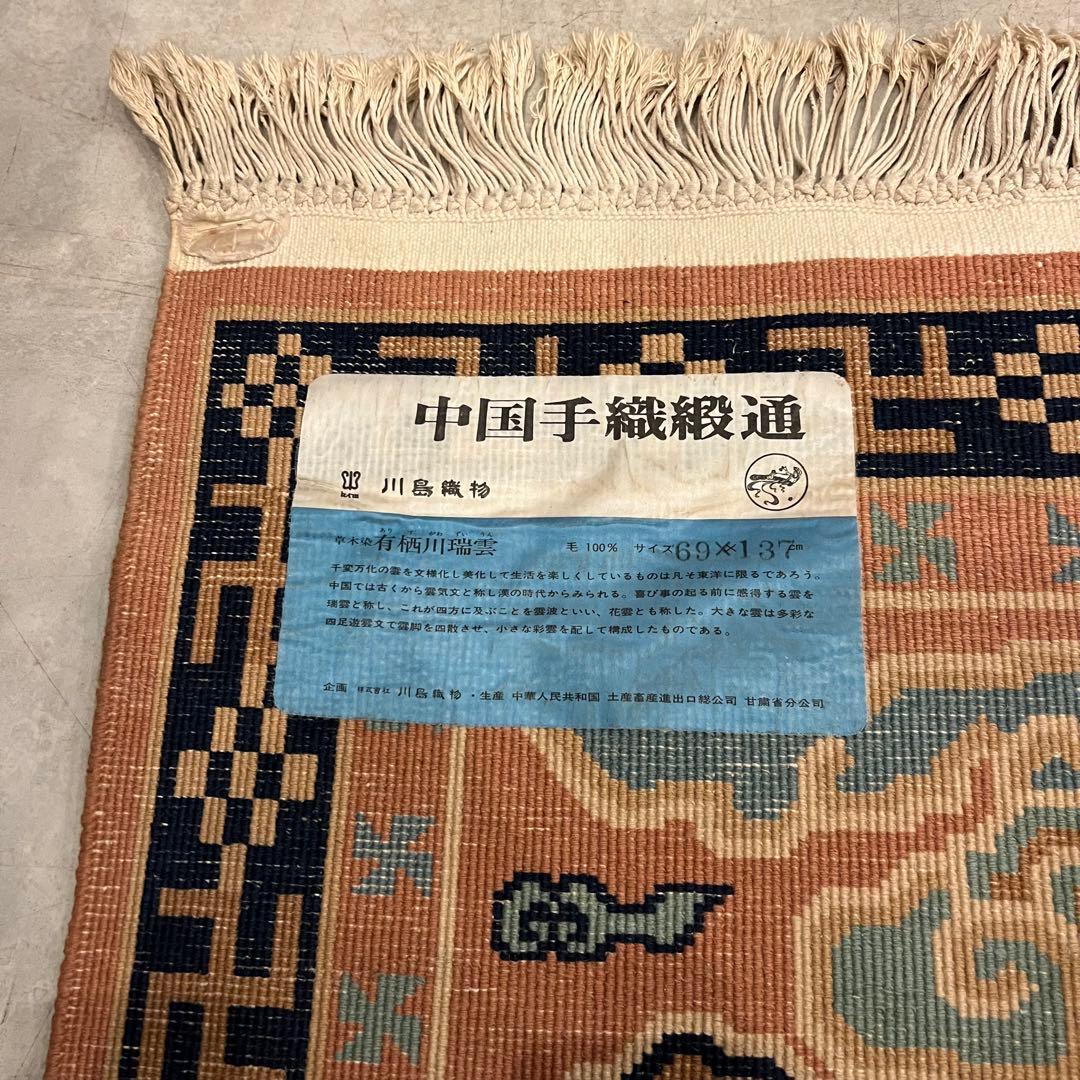 中国手織緞通
川島織物
草木染 有栖川瑞雲 毛 100% サイズ 69×137cm
千変万化の雲を文様化し美化して生活を楽しくしているものは凡そ東洋に限るであろう。
中国では古くから雲気文と称し漢の時代からみられる。喜び事の起る前に感得する雲を
瑞雲と称し、これが四方に及ぶことを雲波といい、花雲とも称した。大きな雲は多彩な
四足遊雲文で雲脚を四散させ、小さな彩雲を配して構成したものである。
企画 株式会社 川島織物・生産 中華人民共和国 土産畜産進出口総公司 甘粛省分公司